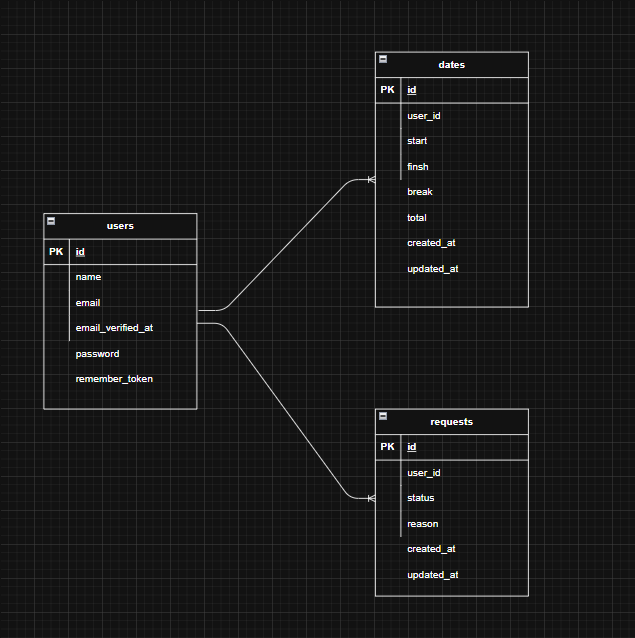 users
PK id
name
email
email_verified_at
password
remember_token
dates
PK id
user_id
start
finsh
break
total
created_at
updated_at
requests
PK id
user_id
status
reason
created_at
updated_at